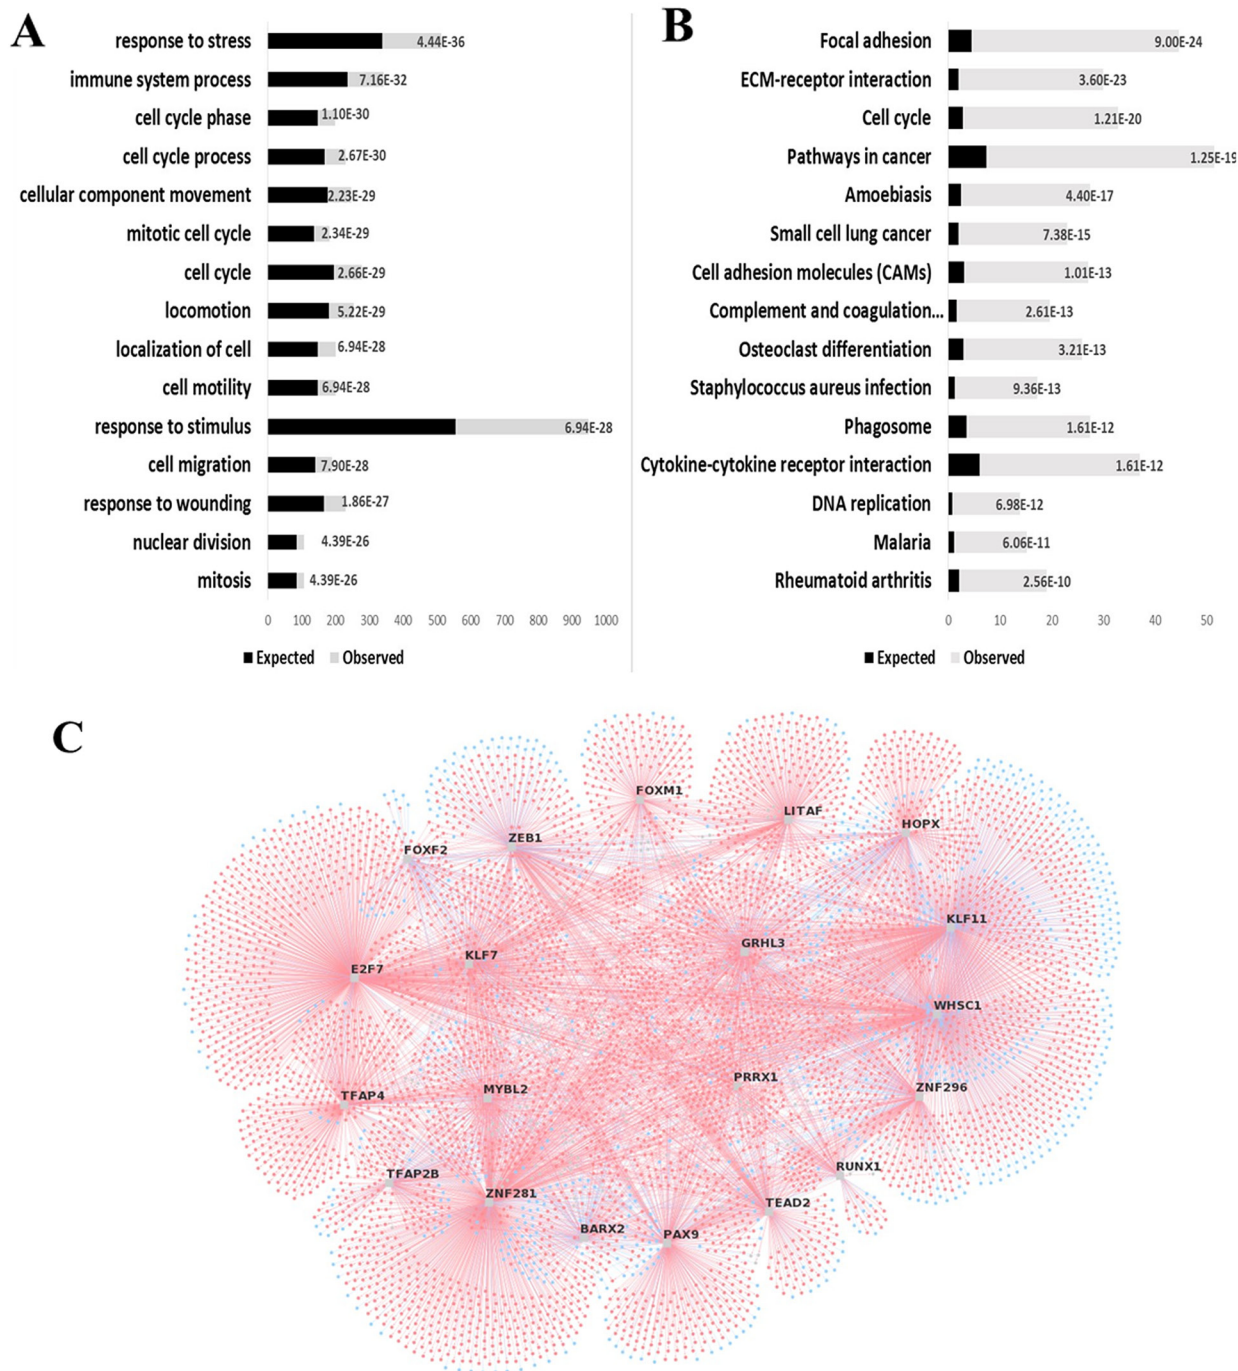 A
response to stress 4.44E-36
immune system process 7.16E-32
cell cycle phase 1.10E-30
cell cycle process 2.67E-30
cellular component movement 2.23E-29
mitotic cell cycle 2.34E-29
cell cycle 2.66E-29
locomotion 5.22E-29
localization of cell 6.94E-28
cell motility 6.94E-28
response to stimulus 6.94E-28
cell migration 7.90E-28
response to wounding 1.86E-27
nuclear division 4.39E-26
mitosis 4.39E-26
0 100 200 300 400 500 600 700 800 900 1000
Expected Observed
B
Focal adhesion 9.00E-24
ECM-receptor interaction 3.60E-23
Cell cycle 1.21E-20
Pathways in cancer 1.25E-19
Amoebiasis 4.40E-17
Small cell lung cancer 7.38E-15
Cell adhesion molecules (CAMs) 1.01E-13
Complement and coagulation... 2.61E-13
Osteoclast differentiation 3.21E-13
Staphylococcus aureus infection 9.36E-13
Phagosome 1.61E-12
Cytokine-cytokine receptor interaction 1.61E-12
DNA replication 6.98E-12
Malaria 6.06E-11
Rheumatoid arthritis 2.56E-10
0 10 20 30 40 50
Expected Observed
C
FOXM1
LITAF
HOPX
ZEB1
FOXF2
KLF11
GRHL3
KLF7
E2F7
WHSC1
PRRX1
ZNF296
MYBL2
TFAP4
RUNX1
TFAP2B
ZNF281
TEAD2
BARX2
PAX9